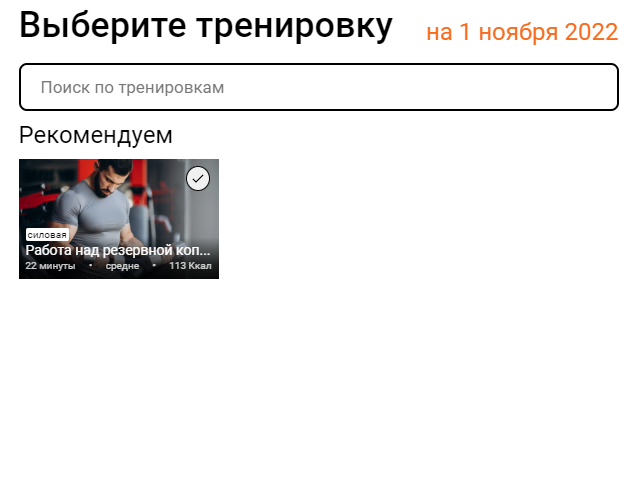 Выберите тренировку
на 1 ноября 2022
Поиск по тренировкам
Рекомендуем
силовая
Работа над резервной коп...
22 минуты • средне • 113 Ккал